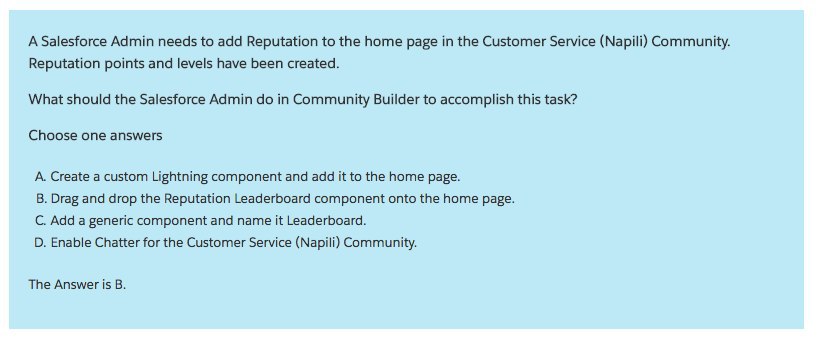 A Salesforce Admin needs to add Reputation to the home page in the Customer Service (Napili) Community.
Reputation points and levels have been created.
What should the Salesforce Admin do in Community Builder to accomplish this task?
Choose one answers
A. Create a custom Lightning component and add it to the home page.
B. Drag and drop the Reputation Leaderboard component onto the home page.
C. Add a generic component and name it Leaderboard.
D. Enable Chatter for the Customer Service (Napili) Community.
The Answer is B.